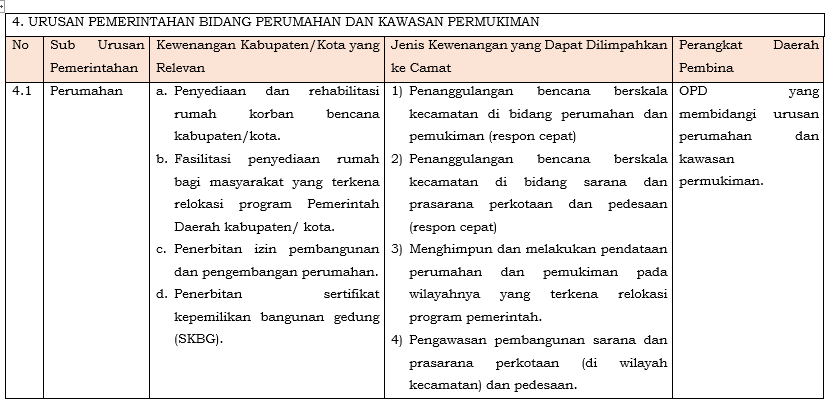 4. URUSAN PEMERINTAHAN BIDANG PERUMAHAN DAN KAWASAN PERMUKIMAN
No
Sub Urusan
Pemerintahan
Kewenangan Kabupaten/Kota yang
Relevan
Jenis Kewenangan yang Dapat Dilimpahkan
ke Camat
Perangkat Daerah
Pembina
4.1
Perumahan
a. Penyediaan dan rehabilitasi
rumah korban bencana
kabupaten/kota.
b. Fasilitasi penyediaan rumah
bagi masyarakat yang terkena
relokasi program Pemerintah
Daerah kabupaten/ kota.
c. Penerbitan izin pembangunan
dan pengembangan perumahan.
d. Penerbitan sertifikat
kepemilikan bangunan gedung
(SKBG).
1) Penanggulangan bencana berskala
kecamatan di bidang perumahan dan
pemukiman (respon cepat)
2) Penanggulangan bencana berskala
kecamatan di bidang sarana dan
prasarana perkotaan dan pedesaan
(respon cepat)
3) Menghimpun dan melakukan pendataan
perumahan dan pemukiman pada
wilayahnya yang terkena relokasi
program pemerintah.
4) Pengawasan pembangunan sarana dan
prasarana perkotaan (di wilayah
kecamatan) dan pedesaan.
OPD yang
membidangi urusan
perumahan dan
kawasan
permukiman.